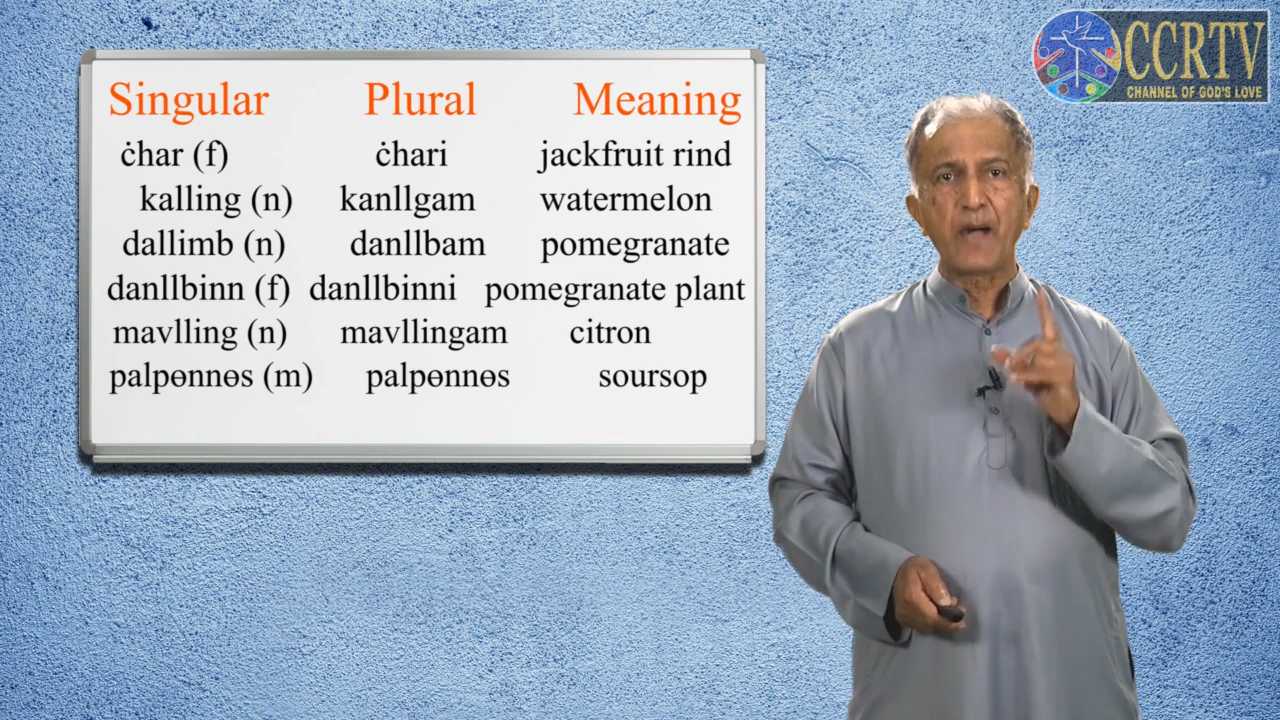 CCRTV
CHANNEL OF GOD'S LOVE
Singular Plural Meaning
ċhar (f) ċhari jackfruit rind
kalling (n) kanllgam watermelon
dallimb (n) danllbam pomegranate
danllbinn (f) danllbinni pomegranate plant
mavlling (n) mavllingam citron
palpɵnnɵs (m) palpɵnnɵs soursop